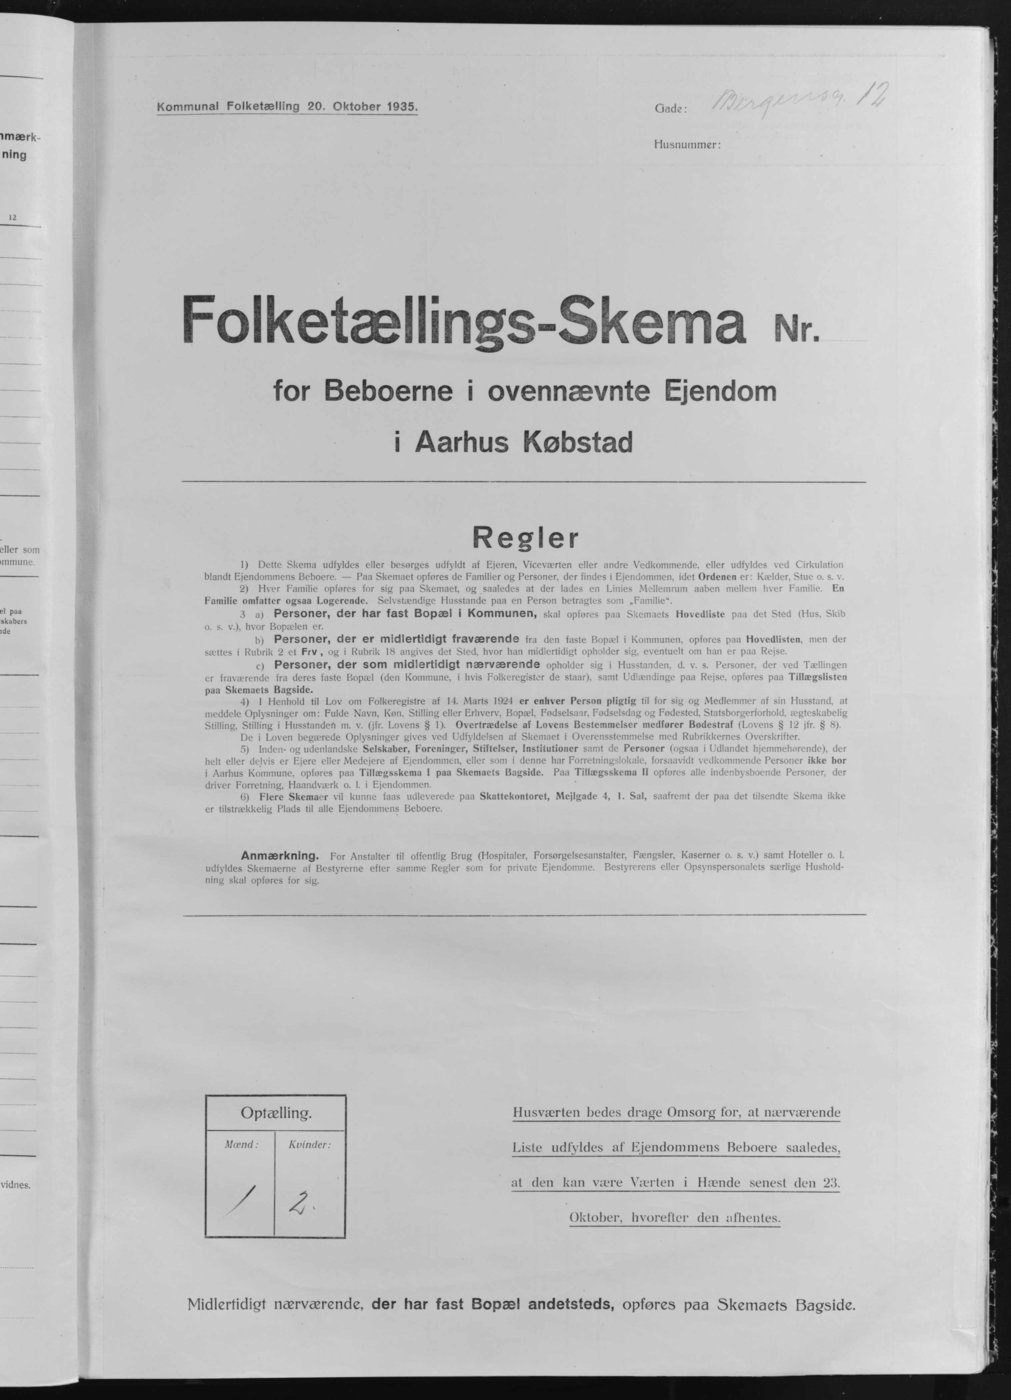 Kommunal Folketælling 20. Oktober 1935.
Gade: Bergensg. 12
Husnummer:
Folketællings-Skema Nr.
for Beboerne i ovennævnte Ejendom
i Aarhus Købstad
Regler
1) Dette Skema udfyldes eller besørges udfyldt af Ejeren, Viceværten eller andre Vedkommende, eller udfyldes ved Cirkulation
blandt Ejendommens Beboere. — Paa Skemaet opføres de Familier og Personer, der findes i Ejendommen, idet Ordenen er: Kælder, Stue o. s. v.
2) Hver Familie opføres for sig paa Skemaet, og saaledes at der lades en Linies Mellemrum aaben mellem hver Familie. En
Familie omfatter ogsaa Logerende. Selvstændige Husstande paa en Person betragtes som „Familie“.
3 a) Personer, der har fast Bopæl i Kommunen, skal opføres paa Skemaets Hovedliste paa det Sted (Hus, Skib
o. s. v.), hvor Bopælen er.
b) Personer, der er midlertidigt fraværende fra den faste Bopæl i Kommunen, opføres paa Hovedlisten, men der
sættes i Rubrik 2 et Frv., og i Rubrik 18 angives det Sted, hvor han midlertidigt opholder sig, eventuelt om han er paa Rejse.
c) Personer, der som midlertidigt nærværende opholder sig i Husstanden, d. v. s. Personer, der ved Tællingen
er fraværende fra deres faste Bopæl (den Kommune, i hvis Folkeregister de staar), samt Udlændinge paa Rejse, opføres paa Tillægslisten
paa Skemaets Bagside.
4) I Henhold til Lov om Folkeregistre af 14. Marts 1924 er enhver Person pligtig til for sig og Medlemmer af sin Husstand, at
meddele Oplysninger om: Fulde Navn, Køn, Stilling eller Erhverv, Bopæl, Fødselsaar, Fødselsdag og Fødested, Statsborgerforhold, ægteskabelig
Stilling, Stilling i Husstanden m. v. (jfr. Lovens § 1). Overtrædelse af Lovens Bestemmelser medfører Bødestraf (Lovens § 12 jfr. § 8).
De i Loven begærede Oplysninger gives ved Udfyldelsen af Skemaet i Overensstemmelse med Rubrikkernes Overskrifter.
5) Inden- og udenlandske Selskaber, Foreninger, Stiftelser, Institutioner samt de Personer (ogsaa i Udlandet hjemmehørende), der
helt eller delvis er Ejere eller Medejere af Ejendommen, eller som i denne har Forretningslokale, forsaavidt vedkommende Personer ikke bor
i Aarhus Kommune, opføres paa Tillægsskema I paa Skemaets Bagside. Paa Tillægsskema II opføres alle indenbysboende Personer, der
driver Forretning, Haandværk o. l. i Ejendommen.
6) Flere Skemaer vil kunne faas udleverede paa Skattekontoret, Mejlgade 4, 1. Sal, saafremt der paa det tilsendte Skema ikke
er tilstrækkelig Plads til alle Ejendommens Beboere.
Anmærkning. For Anstalter til offentlig Brug (Hospitaler, Forsørgelsesanstalter, Fængsler, Kaserner o. s. v.) samt Hoteller o. l.
udfyldes Skemaerne af Bestyrerne efter samme Regler som for private Ejendomme. Bestyrerens eller Opsynspersonalets særlige Hushold-
ning skal opføres for sig.
Optælling.
Mænd: Kvinder:
1 2.
Husværten bedes drage Omsorg for, at nærværende
Liste udfyldes af Ejendommens Beboere saaledes,
at den kan være Værten i Hænde senest den 23.
Oktober, hvorefter den afhentes.
Midlertidigt nærværende, der har fast Bopæl andetsteds, opføres paa Skemaets Bagside.